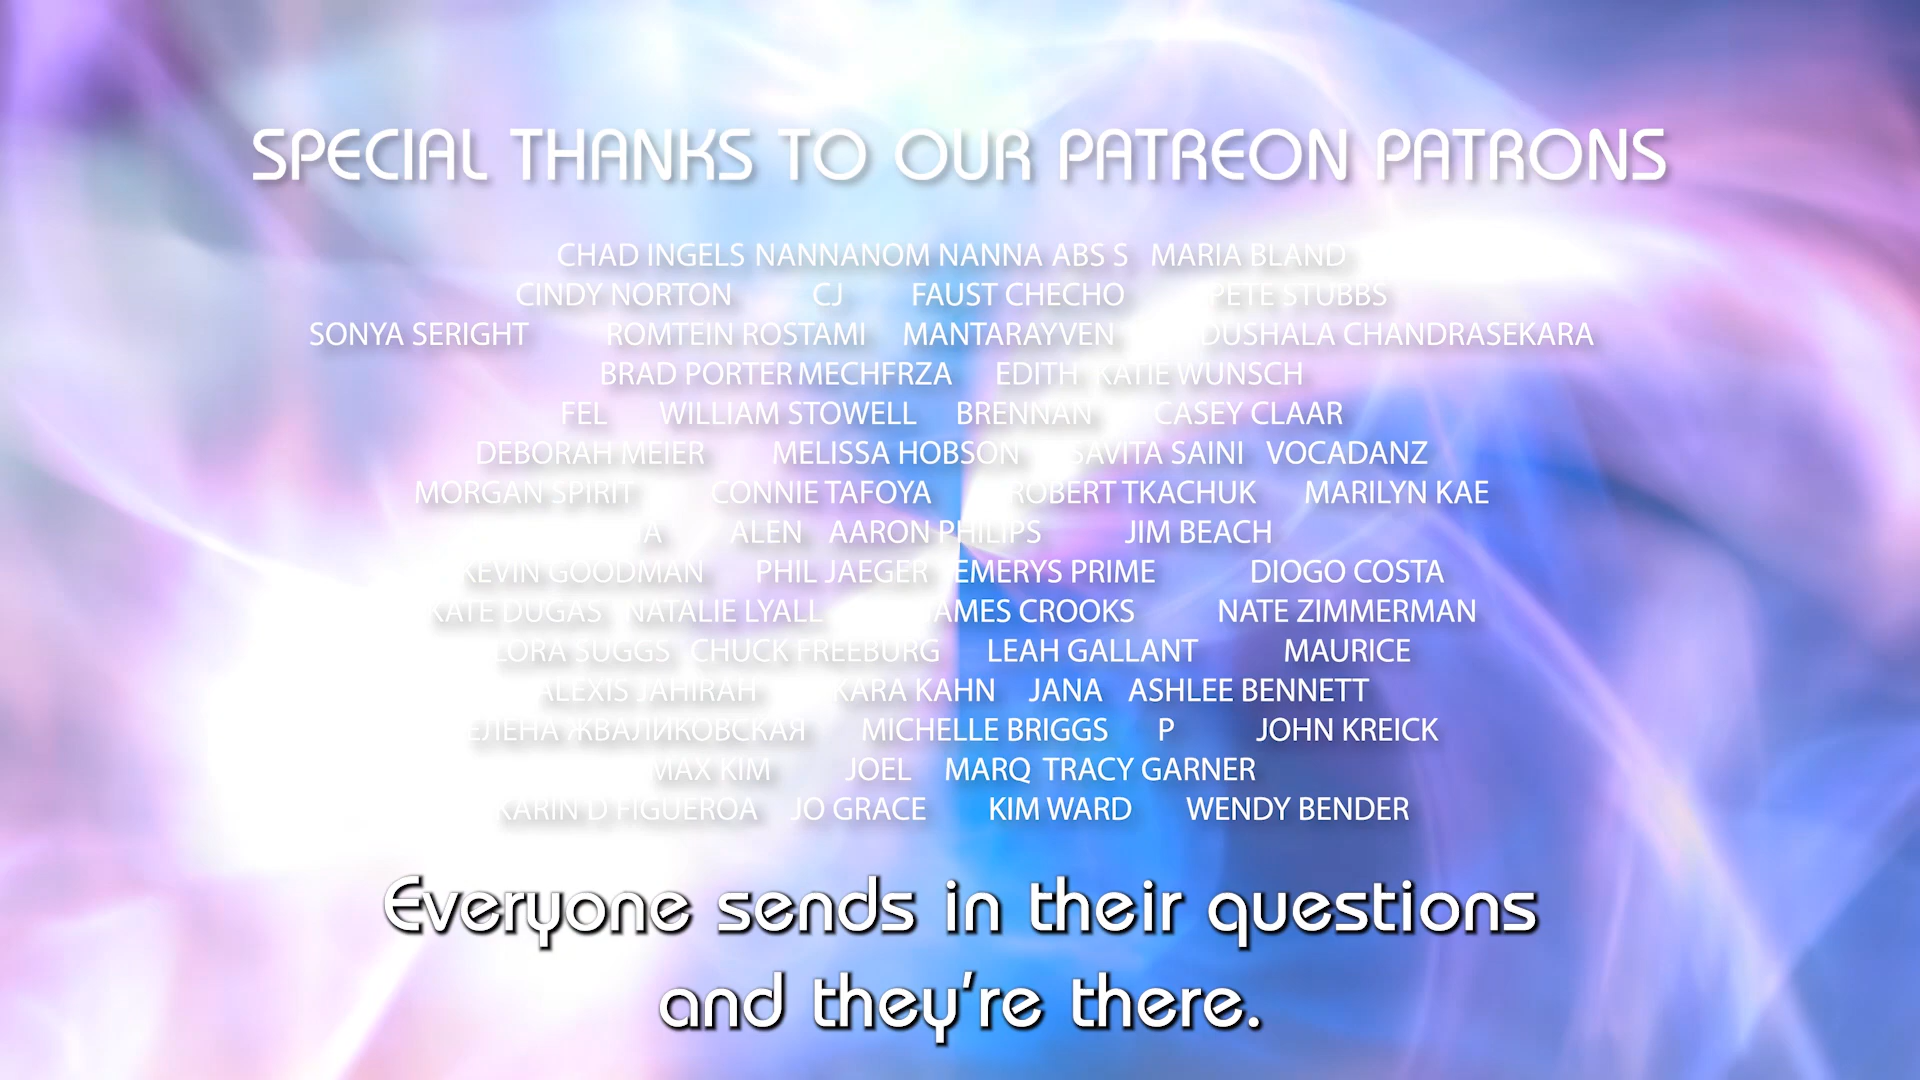 SPECIAL THANKS TO OUR PATREON PATRONS
CHAD INGELS NANNANOM NANNA ABS S MARIA BLAND
CINDY NORTON CJ FAUST CHECHO PETE STUBBS
SONYA SERIGHT ROMTEIN ROSTAMI MANTARAYVEN DUSHALA CHANDRASEKARA
BRAD PORTER MECHFRZA EDITH KATIE WUNSCH
FEL WILLIAM STOWELL BRENNAN CASEY CLAAR
DEBORAH MEIER MELISSA HOBSON SAVITA SAINI VOCADANZ
MORGAN SPIRIT CONNIE TAFOYA ROBERT TKACHUK MARILYN KAE
ALEN AARON PHILIPS JIM BEACH
KEVIN GOODMAN PHIL JAEGER EMERYS PRIME DIOGO COSTA
KATE DUGAS NATALIE LYALL JAMES CROOKS NATE ZIMMERMAN
LORA SUGGS CHUCK FREEBURG LEAH GALLANT MAURICE
ALEXIS JAHIRAH KARA KAHN JANA ASHLEE BENNETT
ЕЛЕНА ЖВАЛИКОВСКАЯ MICHELLE BRIGGS P JOHN KREICK
MAX KIM JOEL MARQ TRACY GARNER
KARIN D FIGUEROA JO GRACE KIM WARD WENDY BENDER
Everyone sends in their questions
and they're there.